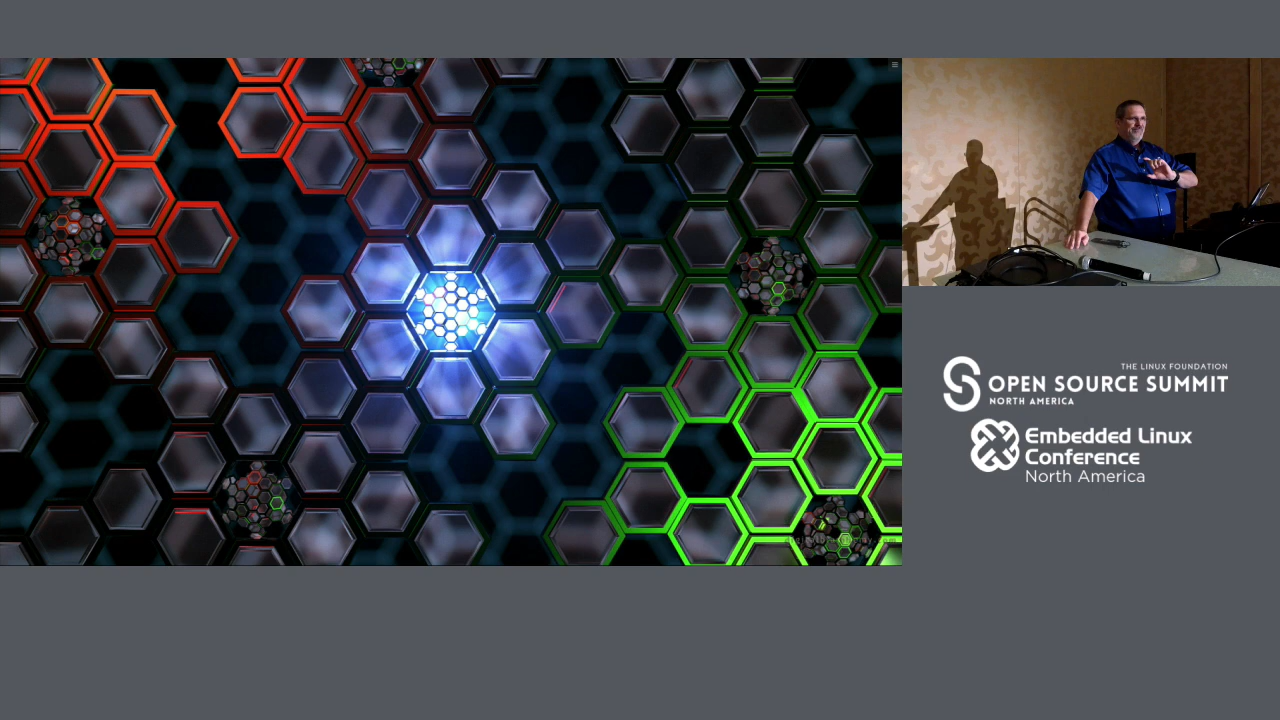 THE LINUX FOUNDATION
OPEN SOURCE SUMMIT
NORTH AMERICA
Embedded Linux
Conference
North America